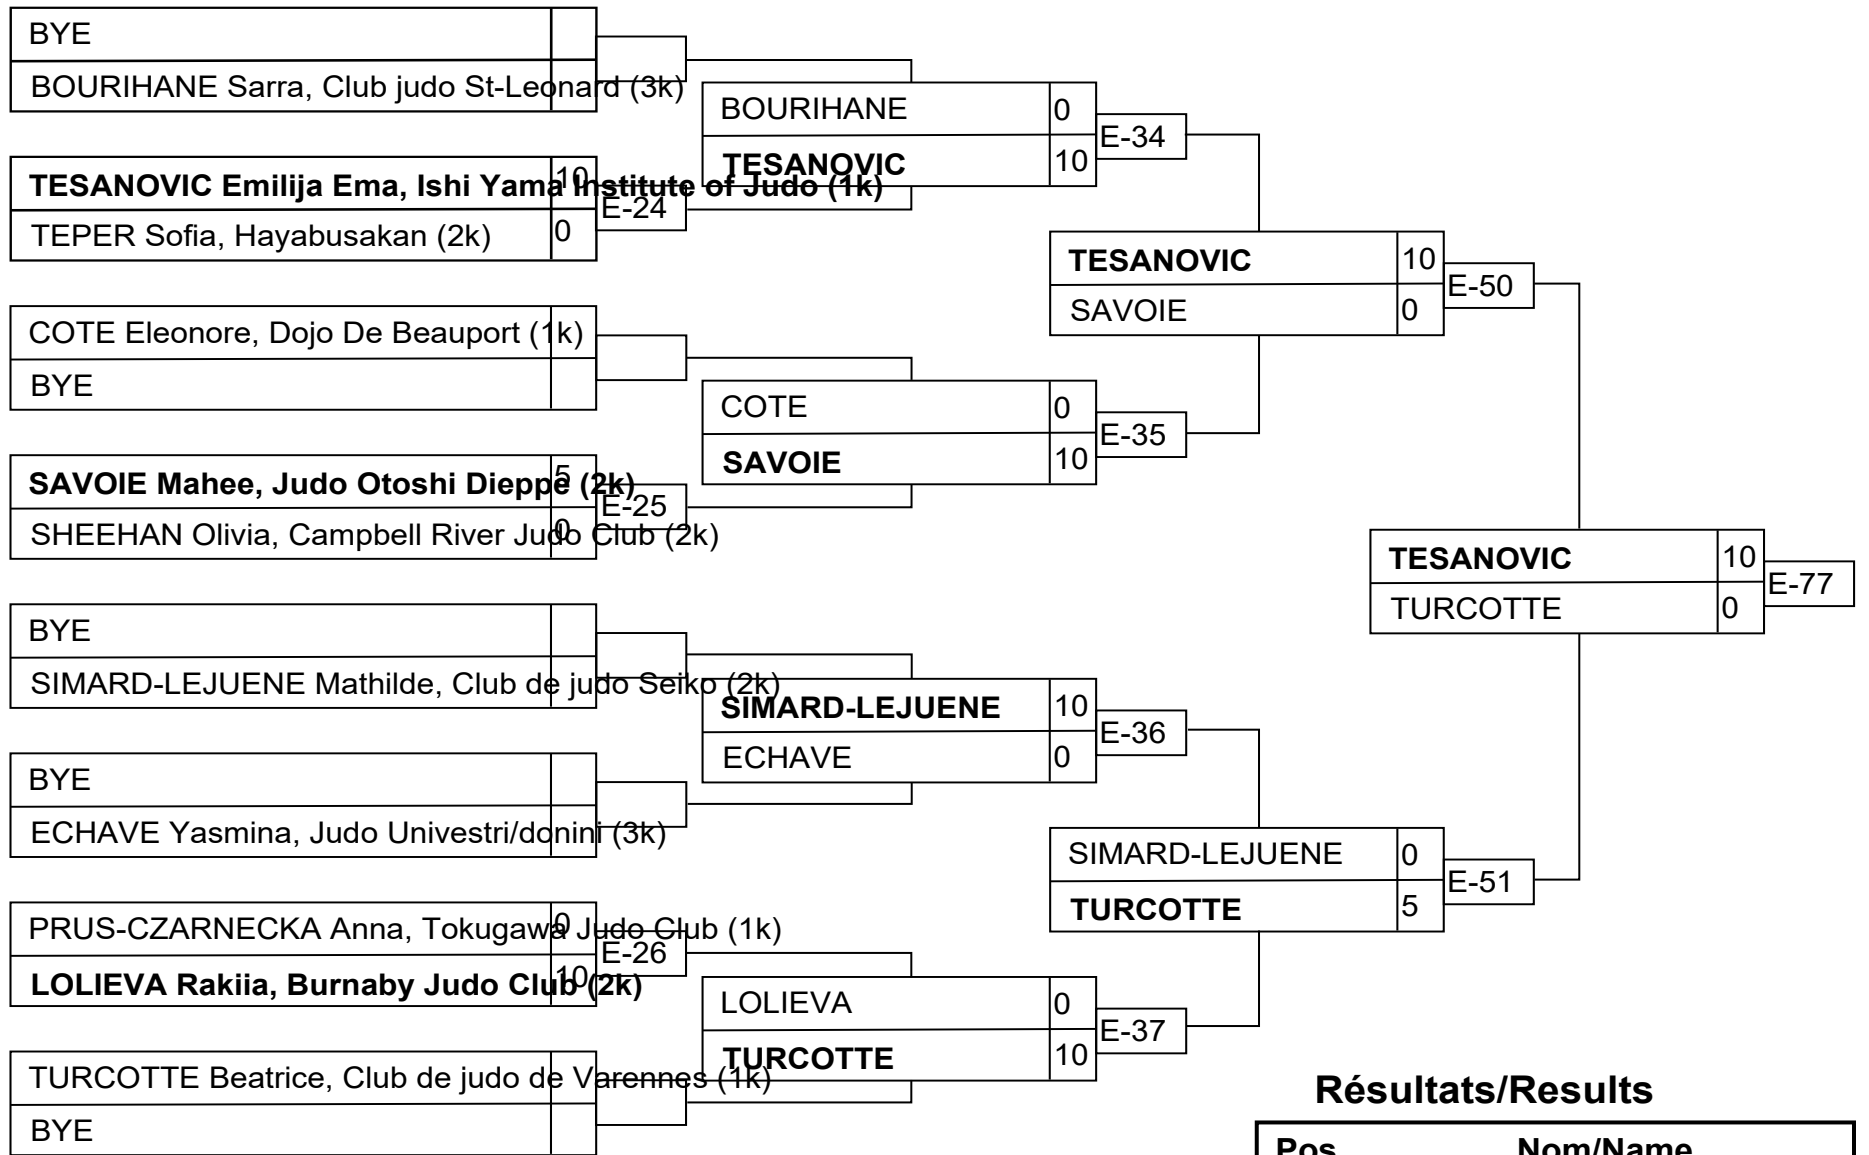 BYE
BOURIHANE Sarra, Club judo St-Leonard (3k)
TESANOVIC Emilija Ema, Ishi Yama Institute of Judo (1k) 10
TEPER Sofia, Hayabusakan (2k) 0
E-24
COTE Eleonore, Dojo De Beauport (1k)
BYE
SAVOIE Mahee, Judo Otoshi Dieppe (2k) 5
SHEEHAN Olivia, Campbell River Judo Club (2k) 0
E-25
BYE
SIMARD-LEJUENE Mathilde, Club de judo Seiko (2k)
BYE
ECHAVE Yasmina, Judo Univestri/donini (3k)
PRUS-CZARNECKA Anna, Tokugawa Judo Club (1k) 0
LOLIEVA Rakiia, Burnaby Judo Club (2k) 10
E-26
TURCOTTE Beatrice, Club de judo de Varennes (1k)
BYE
BOURIHANE 0
TESANOVIC 10
E-34
COTE 0
SAVOIE 10
E-35
SIMARD-LEJUENE 10
ECHAVE 0
E-36
LOLIEVA 0
TURCOTTE 10
E-37
TESANOVIC 10
SAVOIE 0
E-50
SIMARD-LEJUENE 0
TURCOTTE 5
E-51
TESANOVIC 10
TURCOTTE 0
E-77
Résultats/Results
Pos Nom/Name